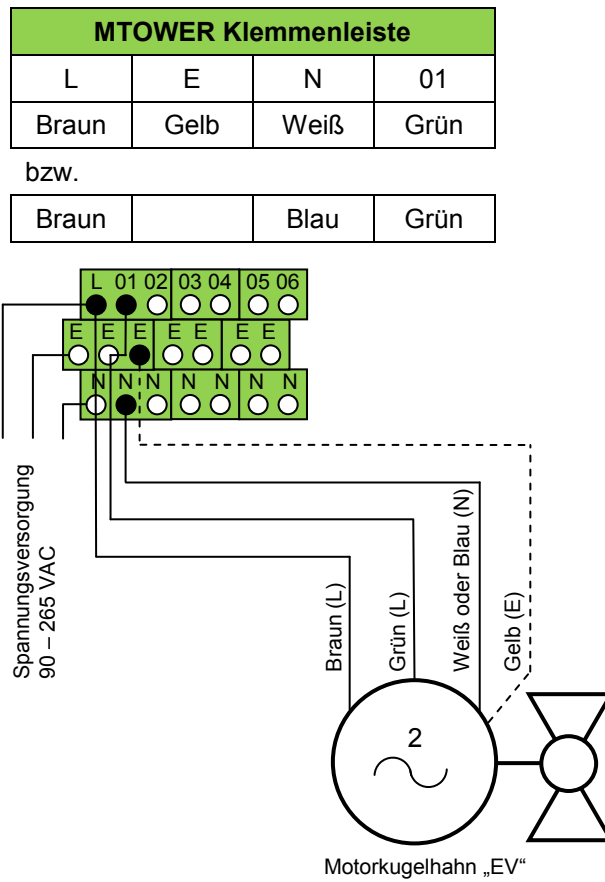 MTOWER Klemmenleiste
L E N 01
Braun Gelb Weiß Grün
bzw.
Braun Blau Grün
L 01 02 03 04 05 06
E E E E E E E
N N N N N N N
Spannungsversorgung
90 – 265 VAC
Braun (L)
Grün (L)
Weiß oder Blau (N)
Gelb (E)
2
Motorkugelhahn „EV“